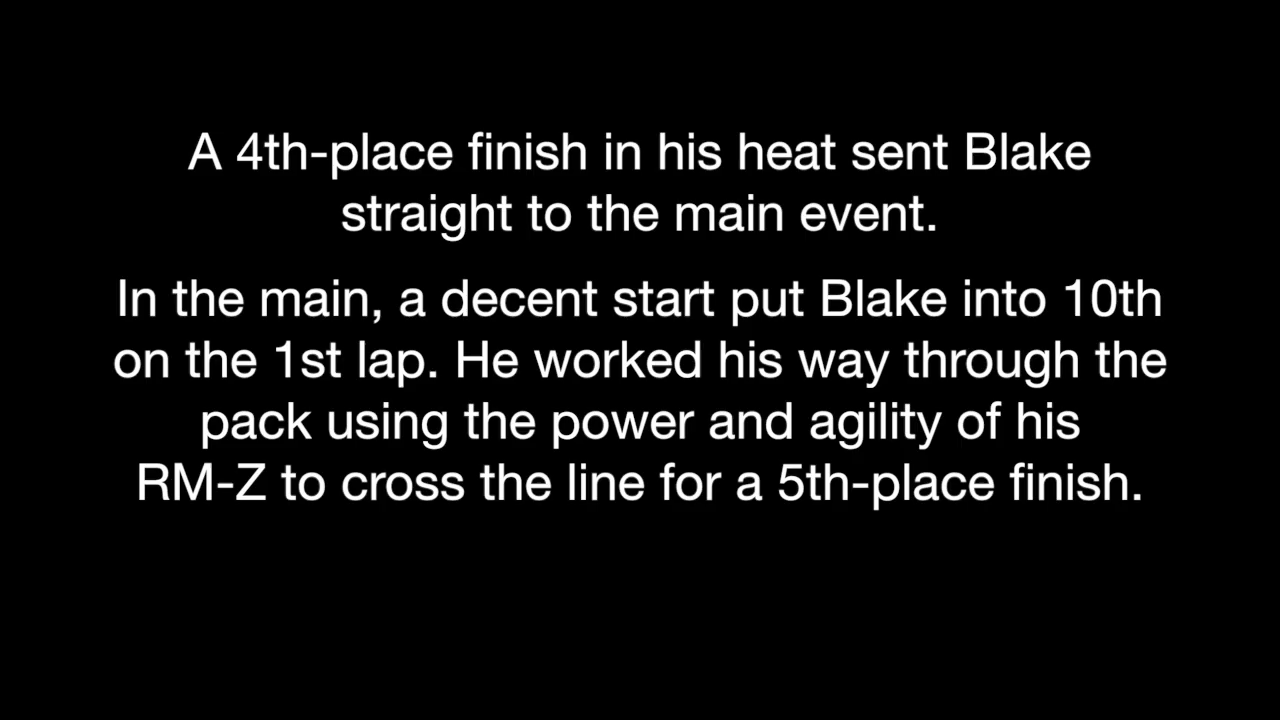 A 4th-place finish in his heat sent Blake
straight to the main event.
In the main, a decent start put Blake into 10th
on the 1st lap. He worked his way through the
pack using the power and agility of his
RM-Z to cross the line for a 5th-place finish.